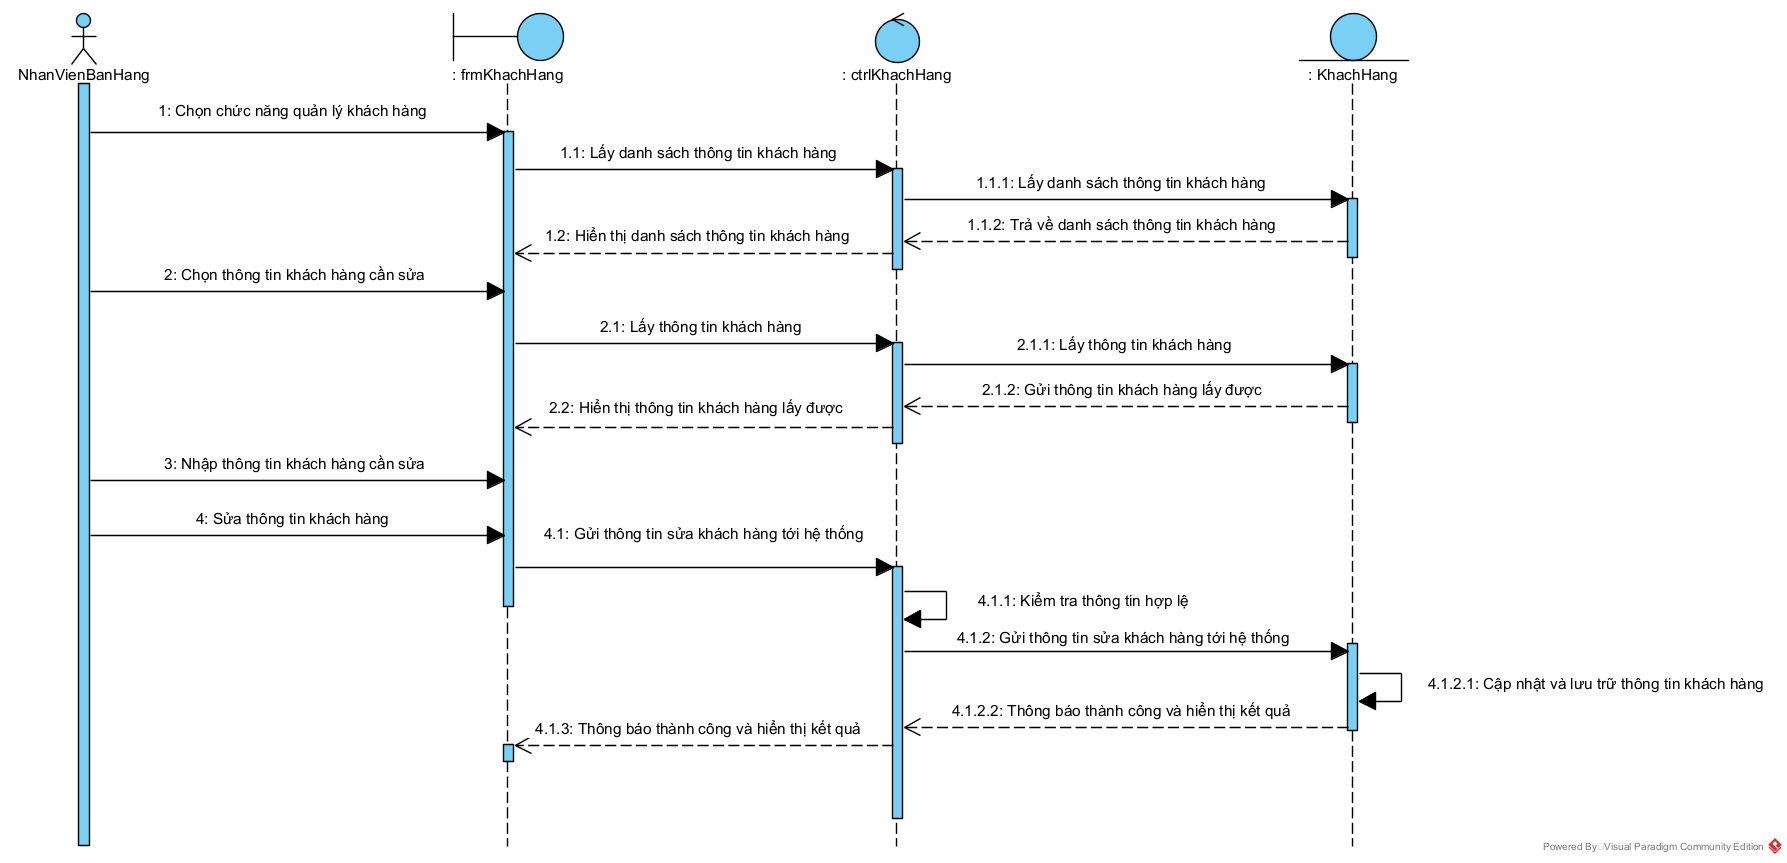 NhanVienBanHang
: frmKhachHang
: ctrlKhachHang
: KhachHang
1: Chọn chức năng quản lý khách hàng
1.1: Lấy danh sách thông tin khách hàng
1.1.1: Lấy danh sách thông tin khách hàng
1.1.2: Trả về danh sách thông tin khách hàng
1.2: Hiển thị danh sách thông tin khách hàng
2: Chọn thông tin khách hàng cần sửa
2.1: Lấy thông tin khách hàng
2.1.1: Lấy thông tin khách hàng
2.1.2: Gửi thông tin khách hàng lấy được
2.2: Hiển thị thông tin khách hàng lấy được
3: Nhập thông tin khách hàng cần sửa
4: Sửa thông tin khách hàng
4.1: Gửi thông tin sửa khách hàng tới hệ thống
4.1.1: Kiểm tra thông tin hợp lệ
4.1.2: Gửi thông tin sửa khách hàng tới hệ thống
4.1.2.1: Cập nhật và lưu trữ thông tin khách hàng
4.1.2.2: Thông báo thành công và hiển thị kết quả
4.1.3: Thông báo thành công và hiển thị kết quả
Powered By Visual Paradigm Community Edition